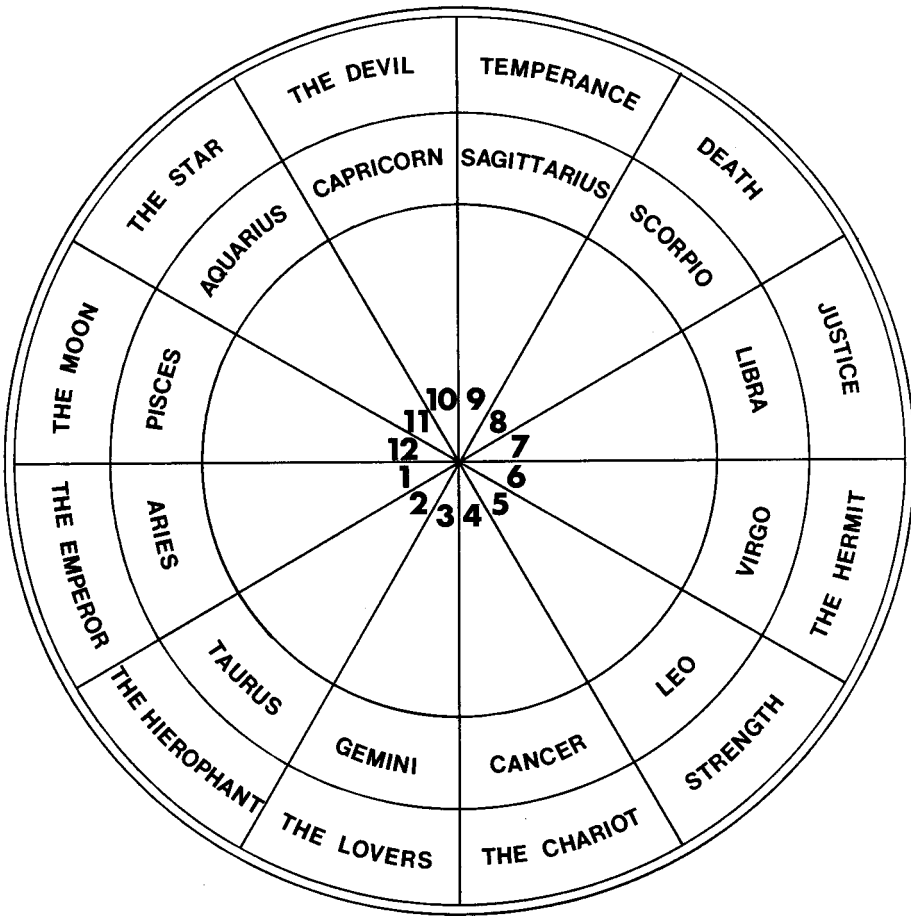 THE DEVIL
TEMPERANCE
DEATH
JUSTICE
THE HERMIT
STRENGTH
THE CHARIOT
THE LOVERS
THE HIEROPHANT
THE EMPEROR
THE MOON
THE STAR
CAPRICORN
SAGITTARIUS
SCORPIO
LIBRA
VIRGO
LEO
CANCER
GEMINI
TAURUS
ARIES
PISCES
AQUARIUS
10
9
8
7
6
5
4
3
2
1
12
11